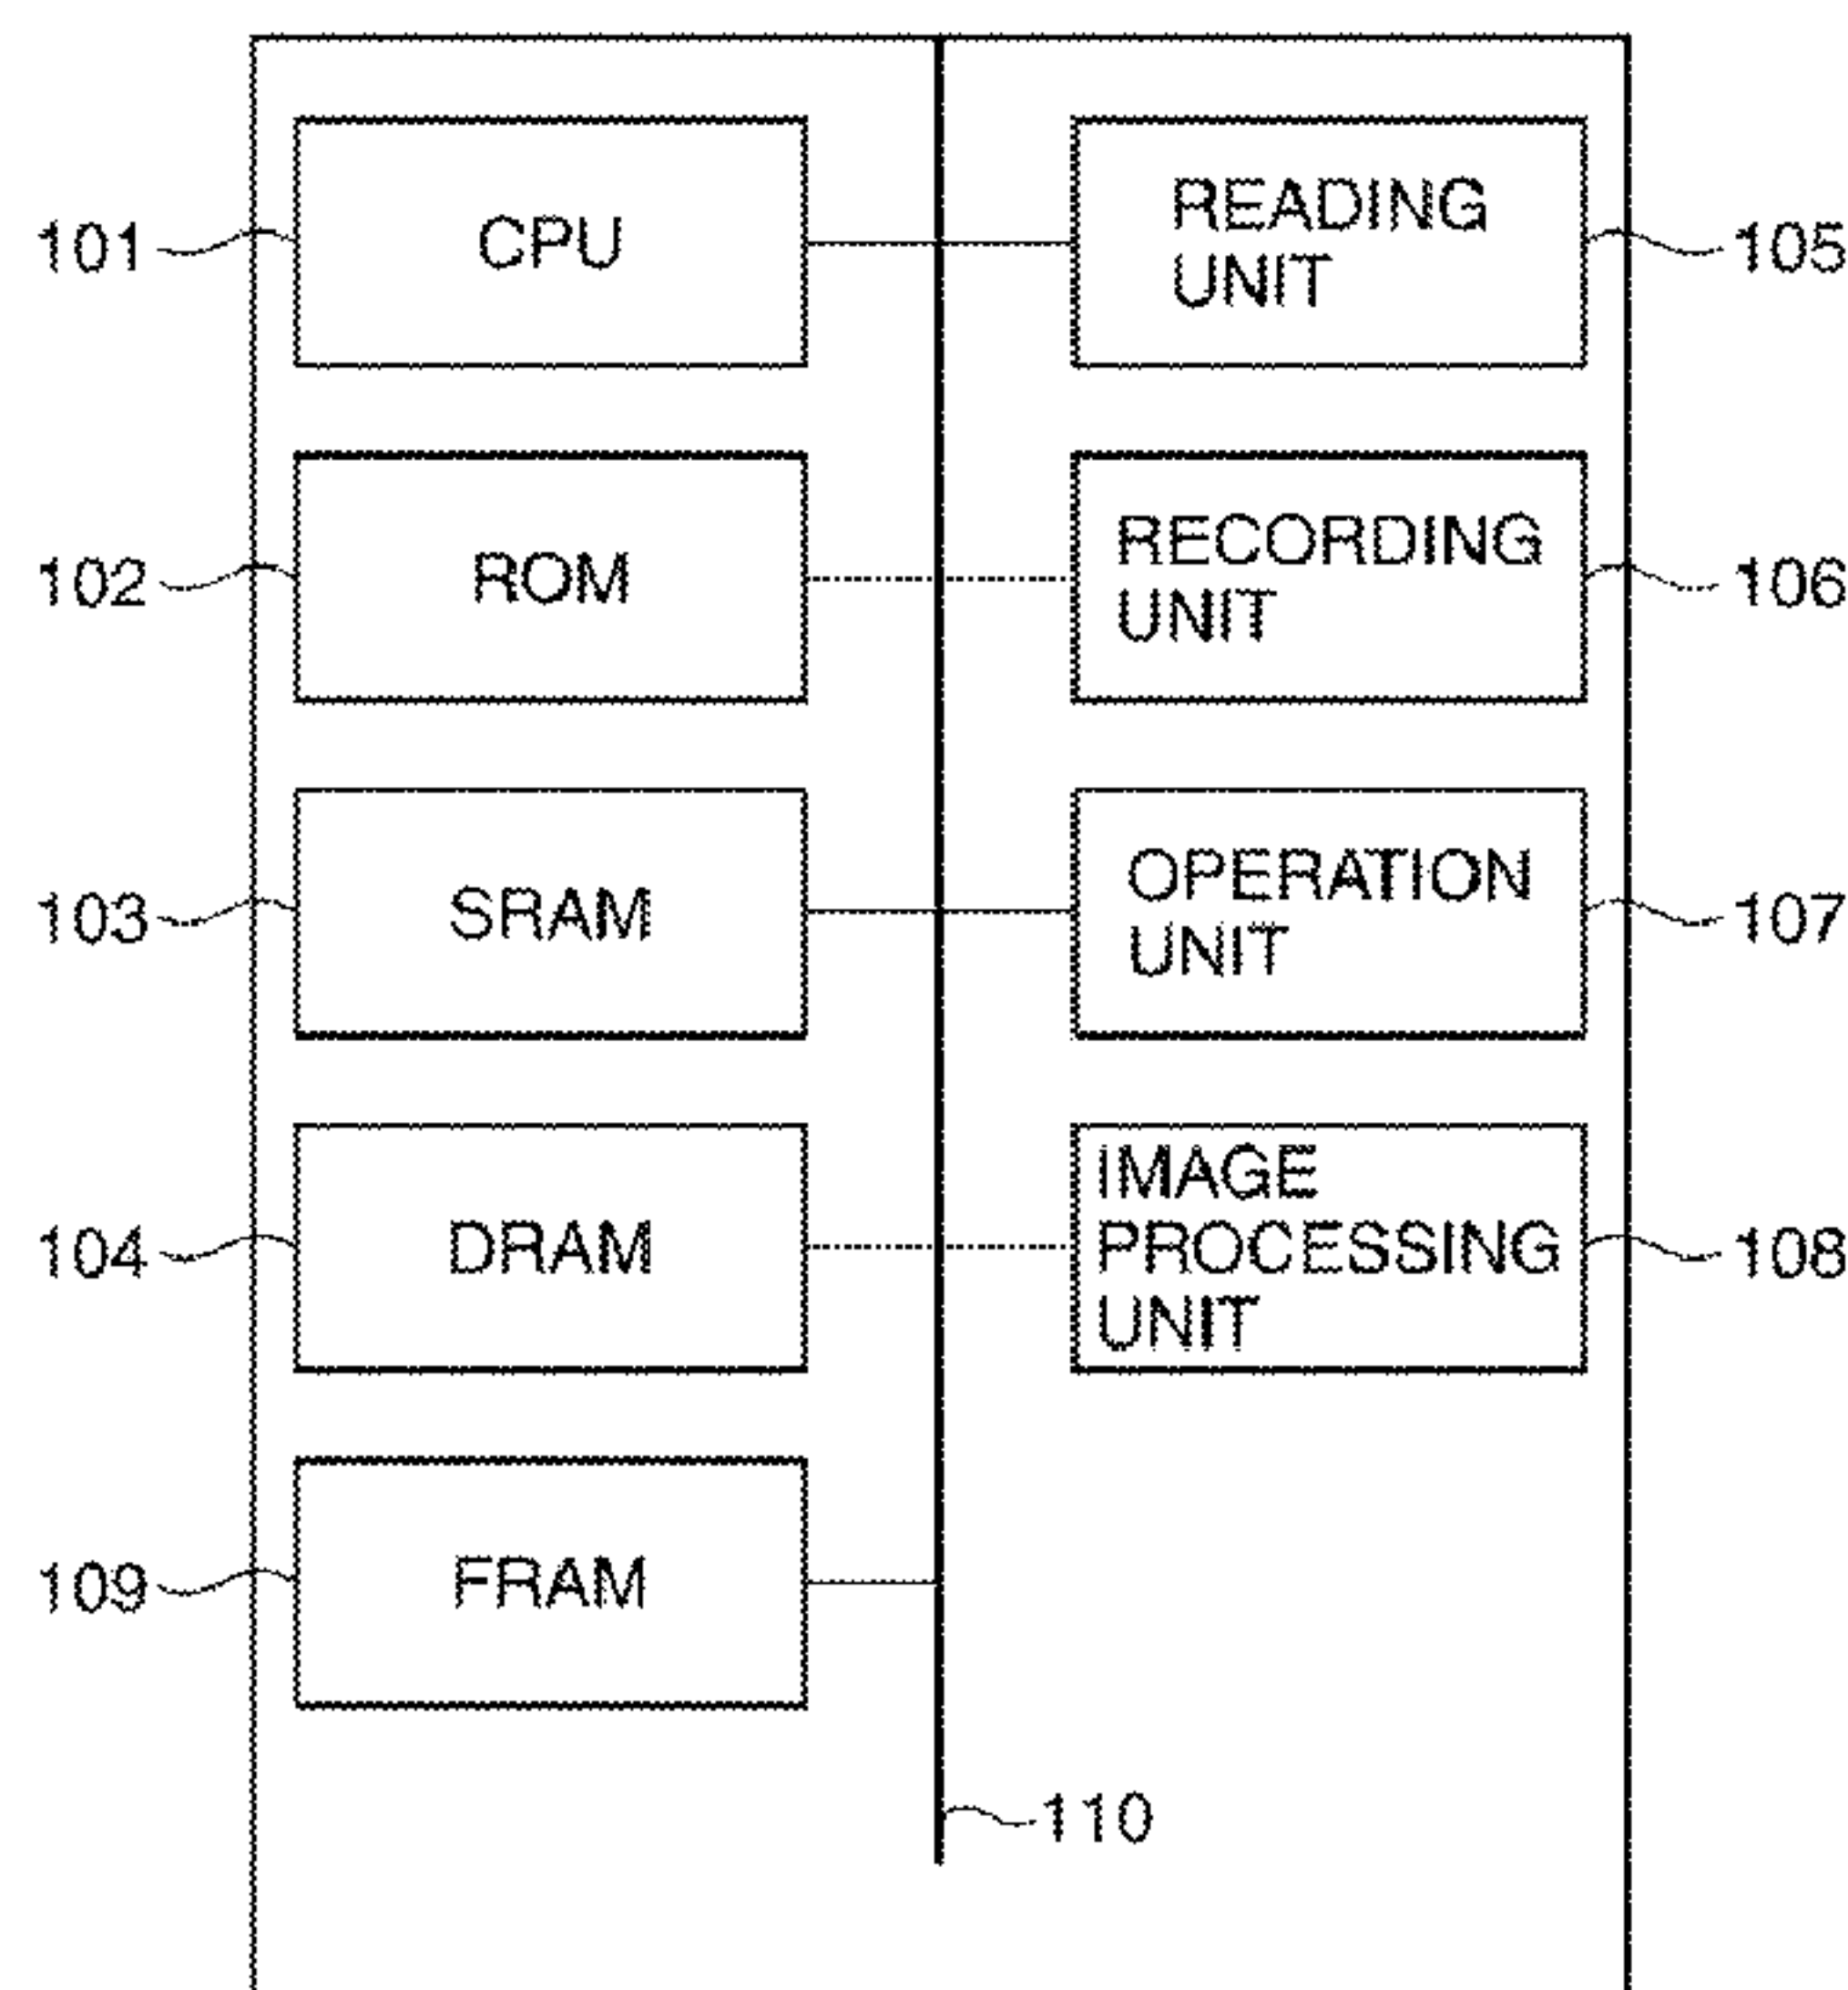 101
CPU
READING
UNIT
105
102
ROM
RECORDING
UNIT
106
103
SRAM
OPERATION
UNIT
107
104
DRAM
IMAGE
PROCESSING
UNIT
108
109
FRAM
110